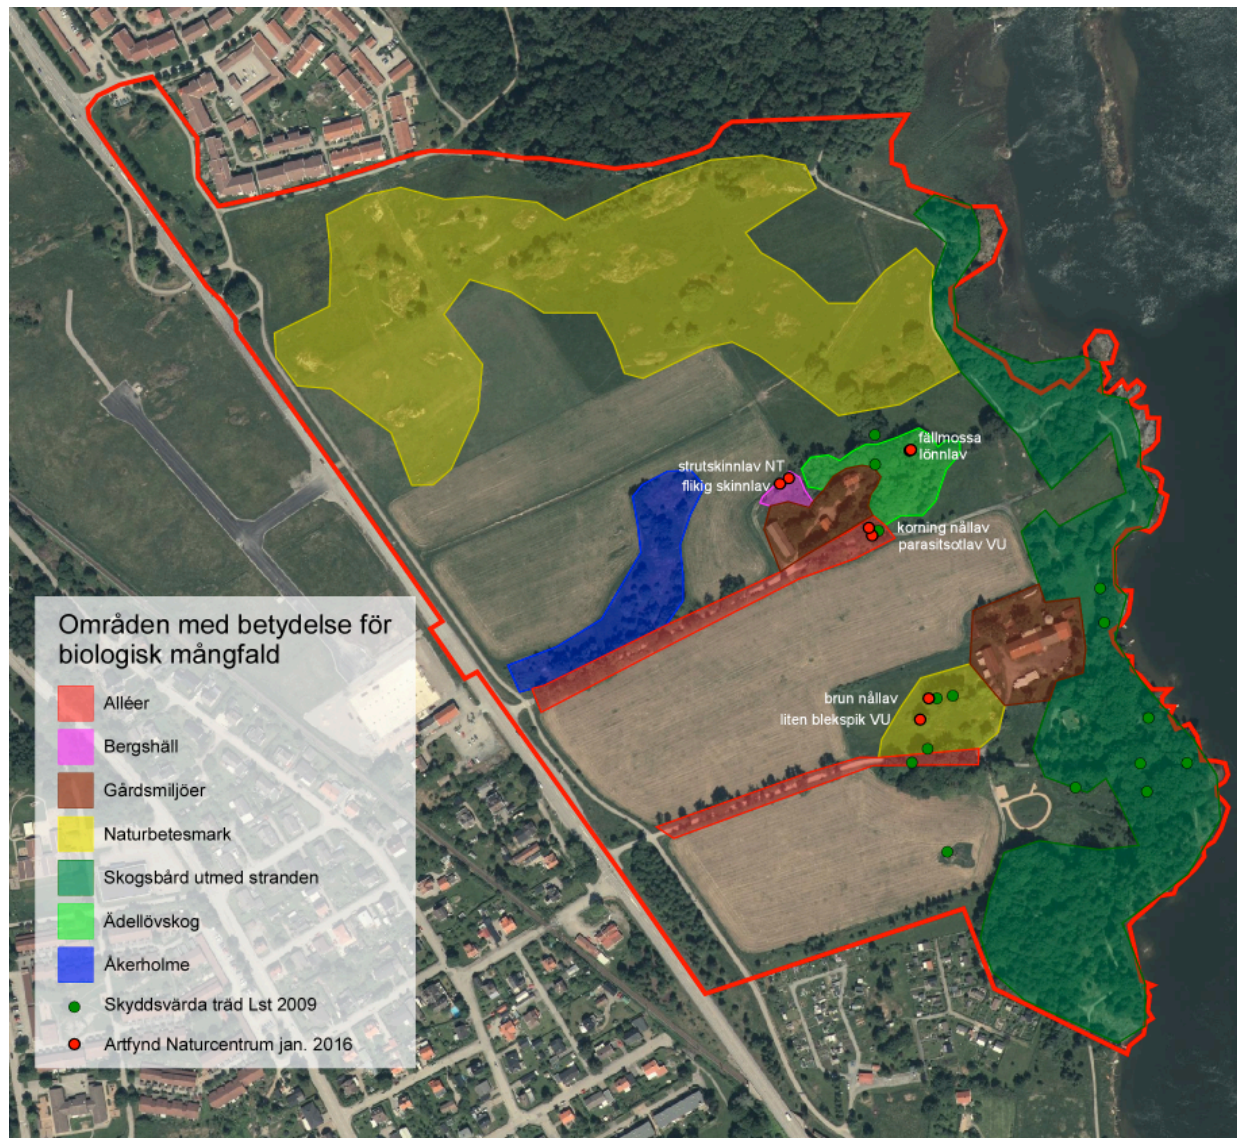 fällmossa
lönnlav
strutskinnlav NT
flikig skinnlav
korning nållav
parasitsotlav VU
brun nållav
liten blekspik VU
Områden med betydelse för
biologisk mångfald
Alléer
Bergshäll
Gårdsmiljöer
Naturbetesmark
Skogsbård utmed stranden
Ädellövskog
Åkerholme
Skyddsvärda träd Lst 2009
Artfynd Naturcentrum jan. 2016